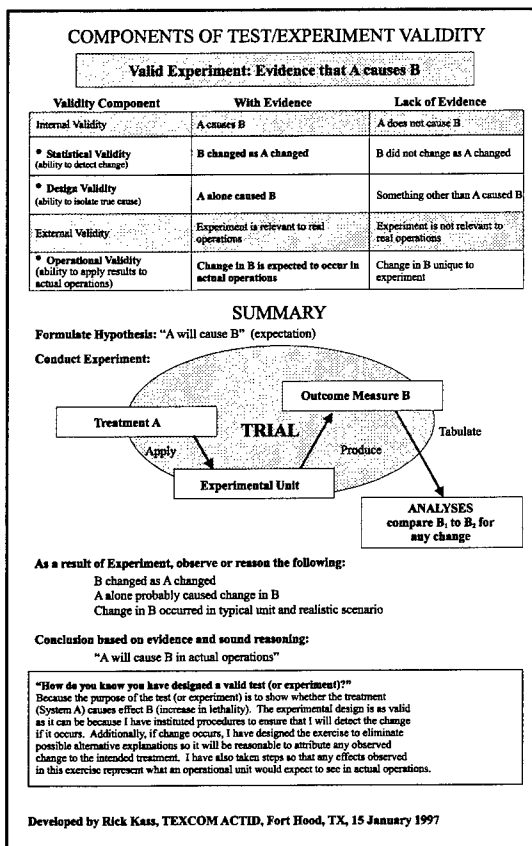 COMPONENTS OF TEST/EXPERIMENT VALIDITY
Valid Experiment: Evidence that A causes B
Validity Component With Evidence Lack of Evidence
Internal Validity A causes B A does not cause B
• Statistical Validity B changed as A changed B did not change as A changed
(ability to detect change)
• Design Validity A alone caused B Something other than A caused B
(ability to isolate true cause)
External Validity Experiment is relevant to real operations Experiment is not relevant to real operations
• Operational Validity Change in B is expected to occur in actual operations Change in B unique to experiment
(ability to apply results to
actual operations)
SUMMARY
Formulate Hypothesis: "A will cause B" (expectation)
Conduct Experiment:
Outcome Measure B
Treatment A
TRIAL
Tabulate
Apply
Produce
Experimental Unit
ANALYSES
compare B₁ to B₂ for
any change
As a result of Experiment, observe or reason the following:
B changed as A changed
A alone probably caused change in B
Change in B occurred in typical unit and realistic scenario
Conclusion based on evidence and sound reasoning:
"A will cause B in actual operations"
"How do you know you have designed a valid test (or experiment)?"
Because the purpose of the test (or experiment) is to show whether the treatment
(System A) causes effect B (increase in lethality). The experimental design is as valid
as it can be because I have instituted procedures to ensure that I will detect the change
if it occurs. Additionally, if change occurs, I have designed the exercise to eliminate
possible alternative explanations so it will be reasonable to attribute any observed
change to the intended treatment. I have also taken steps so that any effects observed
in this exercise represent what an operational unit would expect to see in actual operations.
Developed by Rick Kass, TEXCOM ACTID, Fort Hood, TX, 15 January 1997